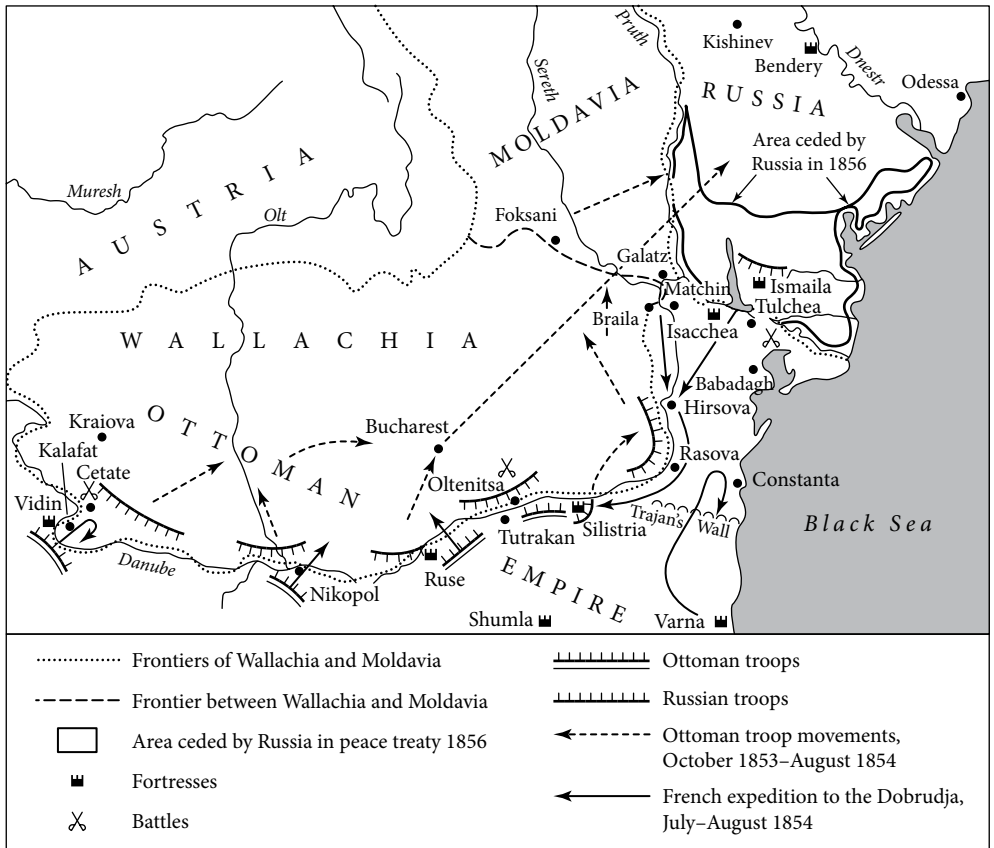 Pruth
Kishinev
Bendery
Dnestr
Odessa
Sereth
MOLDAVIA
RUSSIA
Area ceded by
Russia in 1856
Muresh
AUSTRIA
Olt
Foksani
Galatz
Matchin
Ismaila
Tulchea
Braila
Isacchea
WALLACHIA
Babadagh
Hirsova
OTTOMAN
Kraiova
Bucharest
Kalafat
Cetate
Rasova
Oltenitsa
Constanta
Vidin
Silistria
Trajan's
Wall
Black Sea
Tutrakan
Danube
EMPIRE
Ruse
Nikopol
Shumla
Varna
Frontiers of Wallachia and Moldavia
Frontier between Wallachia and Moldavia
Area ceded by Russia in peace treaty 1856
Fortresses
Battles
Ottoman troops
Russian troops
Ottoman troop movements,
October 1853–August 1854
French expedition to the Dobrudja,
July–August 1854